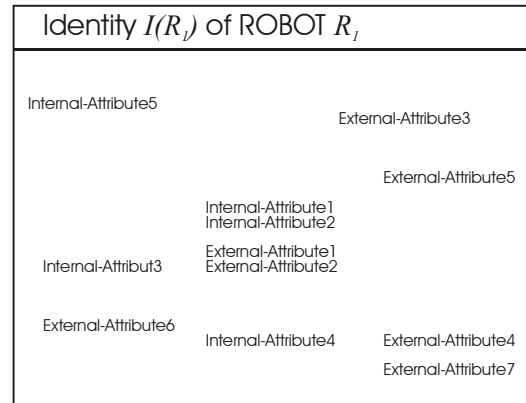 Identity I(R1) of ROBOT R1
Internal-Attribute5
External-Attribute3
External-Attribute5
Internal-Attribute1
Internal-Attribute2
External-Attribute1
Internal-Attribut3
External-Attribute2
External-Attribute6
Internal-Attribute4
External-Attribute4
External-Attribute7